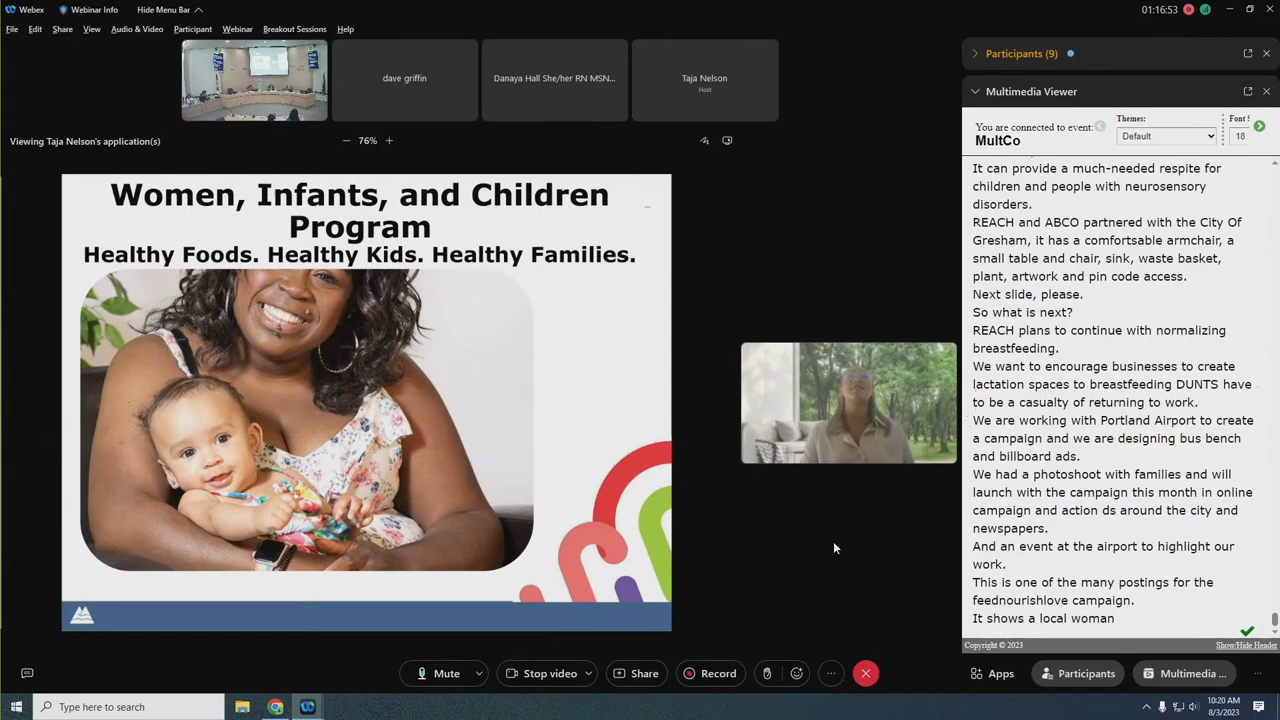 Webex
Webinar Info
Hide Menu Bar
01:16:53
File Edit Share View Audio & Video Participant Webinar Breakout Sessions Help
dave griffin
Danaya Hall She/her RN MSN...
Taja Nelson
Host
Viewing Taja Nelson's application(s)
76%
Women, Infants, and Children
Program
Healthy Foods. Healthy Kids. Healthy Families.
Participants (9)
Multimedia Viewer
You are connected to event:
MultCo
Themes:
Default
18
It can provide a much-needed respite for
children and people with neurosensory
disorders.
REACH and ABCO partnered with the City Of
Gresham, it has a comfortable armchair, a
small table and chair, sink, waste basket,
plant, artwork and pin code access.
Next slide, please.
So what is next?
REACH plans to continue with normalizing
breastfeeding.
We want to encourage businesses to create
lactation spaces to breastfeeding DUNTS have
to be a casualty of returning to work.
We are working with Portland Airport to create
a campaign and we are designing bus bench
and billboard ads.
We had a photoshoot with families and will
launch with the campaign this month in online
campaign and action ds around the city and
newspapers.
And an event at the airport to highlight our
work.
This is one of the many postings for the
feednourishlove campaign.
It shows a local woman
Copyright © 2023
Show/Hide Header
Mute
Stop video
Share
Record
Apps
Participants
Multimedia ...
Type here to search
10:20 AM
8/3/2023